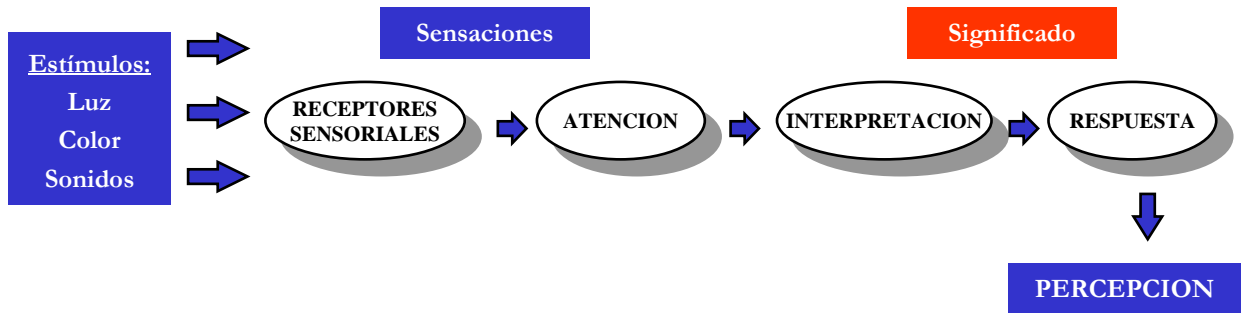 Estímulos:
Luz
Color
Sonidos
Sensaciones
Significado
RECEPTORES
SENSORIALES
ATENCION
INTERPRETACION
RESPUESTA
PERCEPCION